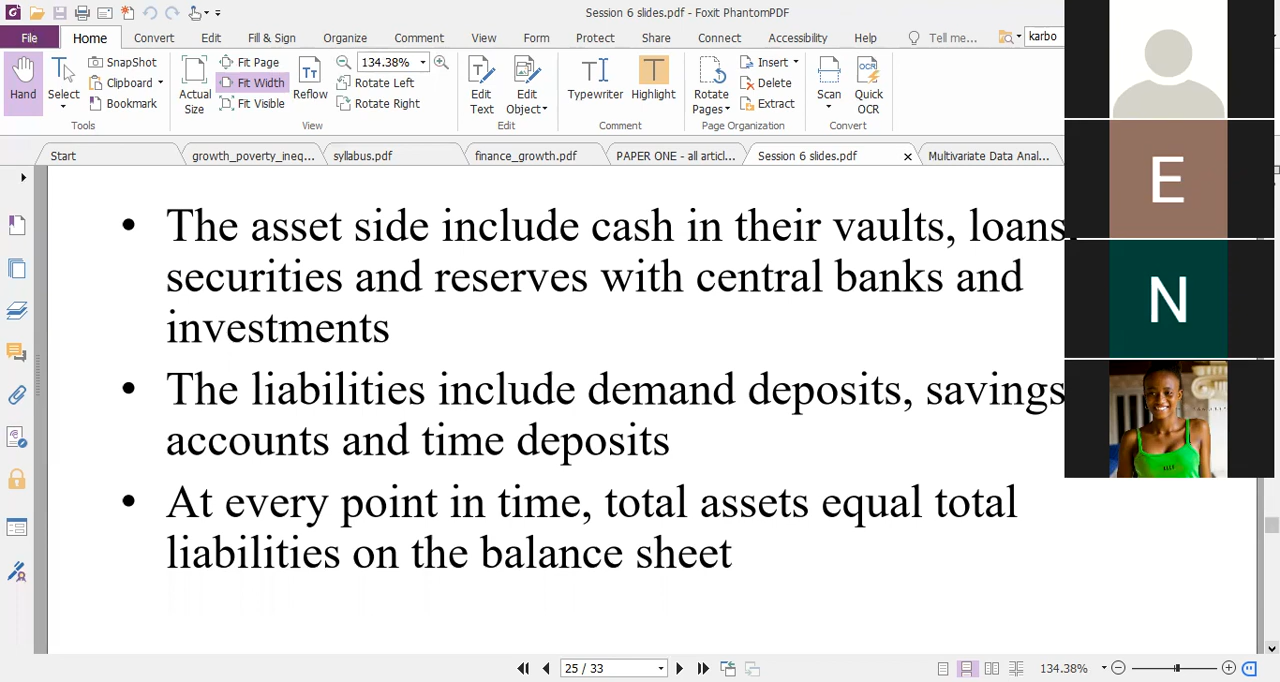 Session 6 slides.pdf - Foxit PhantomPDF
File Home Convert Edit Fill & Sign Organize Comment View Form Protect Share Connect Accessibility Help Tell me... karbo
Hand Select SnapShot Clipboard Bookmark Actual Size Fit Page Fit Width Fit Visible Reflow 134.38% Rotate Left Rotate Right Edit Text Edit Object Typewriter Highlight Rotate Pages Insert Delete Extract Scan Quick OCR
Tools View Edit Comment Page Organization Convert
Start growth_poverty_ineq... syllabus.pdf finance_growth.pdf PAPER ONE - all articl... Session 6 slides.pdf Multivariate Data Anal...
• The asset side include cash in their vaults, loans,
securities and reserves with central banks and
investments
• The liabilities include demand deposits, savings
accounts and time deposits
• At every point in time, total assets equal total
liabilities on the balance sheet
E
N
25 / 33 134.38%